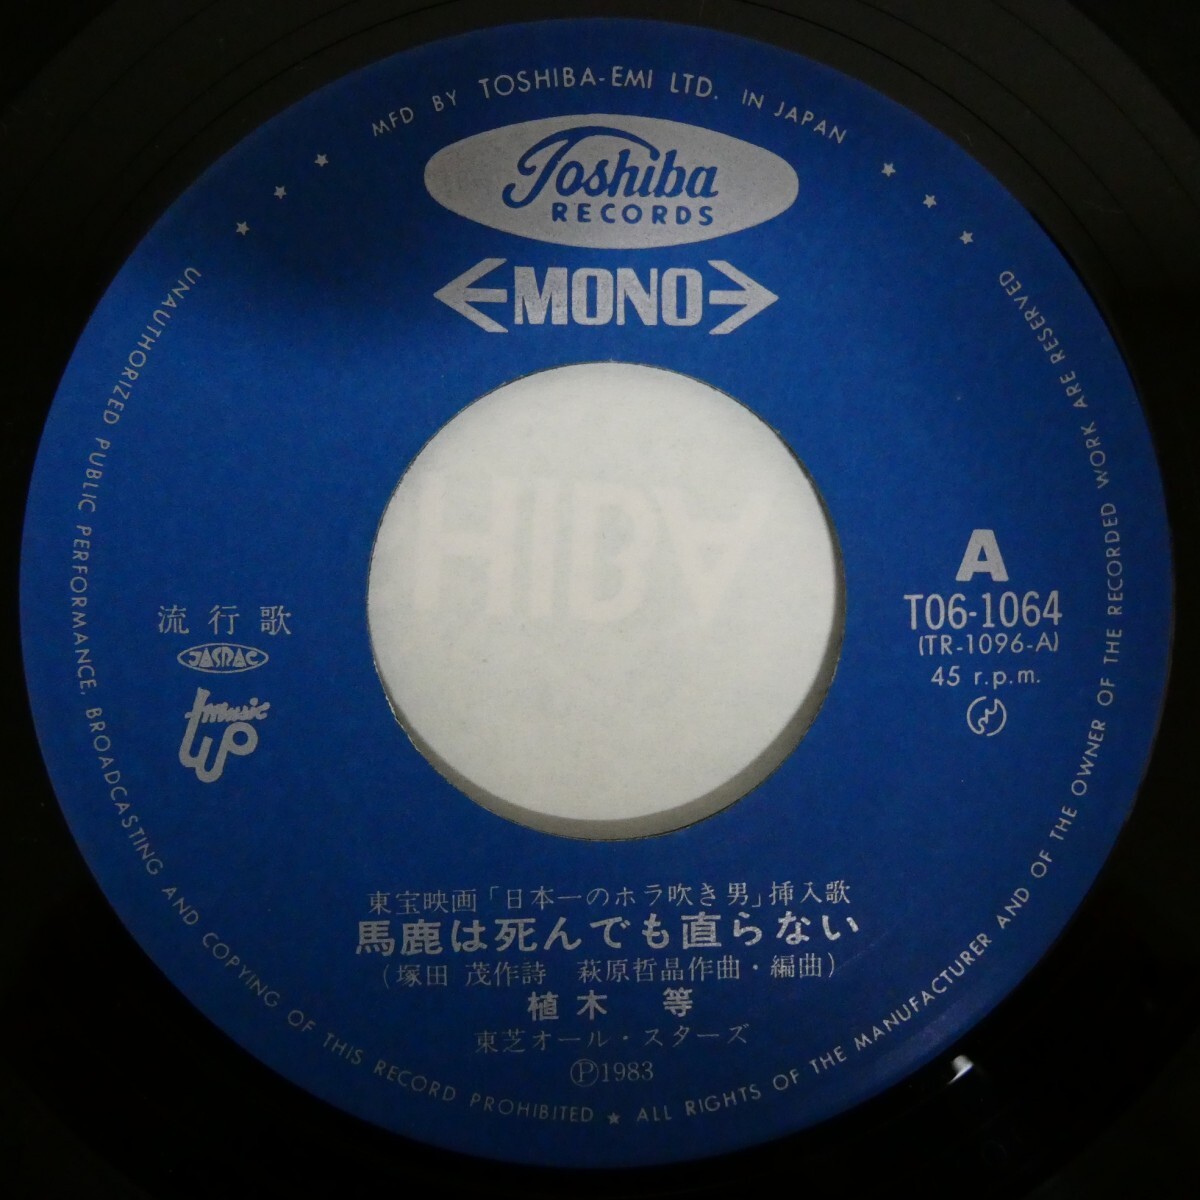 MFD BY TOSHIBA-EMI LTD. IN JAPAN
Toshiba
RECORDS
MONO
HIBA
A
T06-1064
(TR-1096-A)
45 r.p.m.
流行歌
JASRAC
music
up
東宝映画「日本一のホラ吹き男」挿入歌
馬鹿は死んでも直らない
(塚田 茂作詩 萩原哲晶作曲・編曲)
植木 等
東芝オール・スターズ
Ⓟ1983
UNAUTHORIZED PUBLIC PERFORMANCE, BROADCASTING AND COPYING OF THIS RECORD PROHIBITED ★ ALL RIGHTS OF THE MANUFACTURER AND OF THE OWNER OF THE RECORDED WORK ARE RESERVED